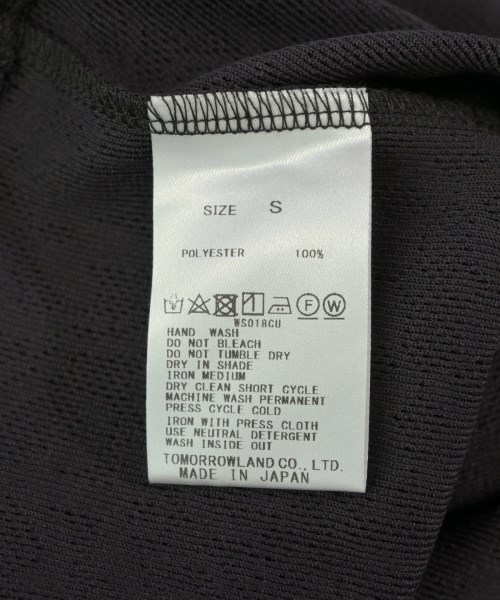 SIZE S
POLYESTER 100%
F W
WS018CU
HAND WASH
DO NOT BLEACH
DO NOT TUMBLE DRY
DRY IN SHADE
IRON MEDIUM
DRY CLEAN SHORT CYCLE
MACHINE WASH PERMANENT
PRESS CYCLE COLD
IRON WITH PRESS CLOTH
USE NEUTRAL DETERGENT
WASH INSIDE OUT
TOMORROWLAND CO., LTD.
MADE IN JAPAN